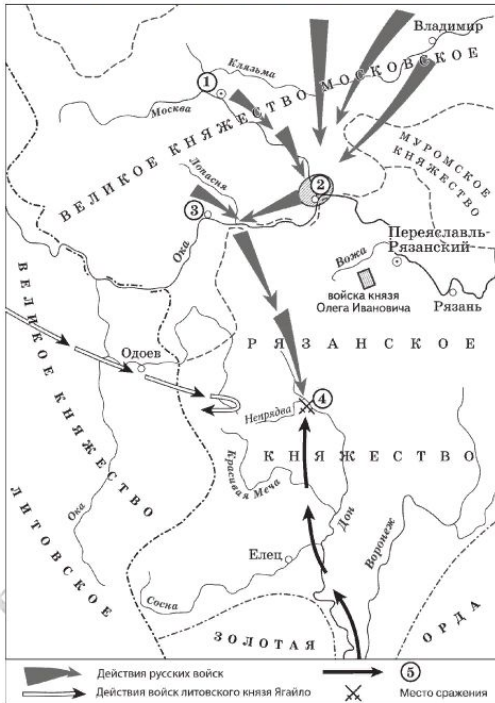 Владимир
Клязьма
1
Москва
ВЕЛИКОЕ КНЯЖЕСТВО МОСКОВСКОЕ
МУРОМСКОЕ
КНЯЖЕСТВО
Лопасня
2
3
Ока
Переяславль-
Рязанский
Вожа
войска князя
Олега Ивановича
Рязань
ВЕЛИКОЕ КНЯЖЕСТВО
ЛИТОВСКОЕ
Одоев
РЯЗАНСКОЕ
КНЯЖЕСТВО
4
Непрядва
Красивая Меча
Ока
Дон
Воронеж
Елец
Сосна
ЗОЛОТАЯ
ОРДА
Действия русских войск
5
Действия войск литовского князя Ягайло
Место сражения